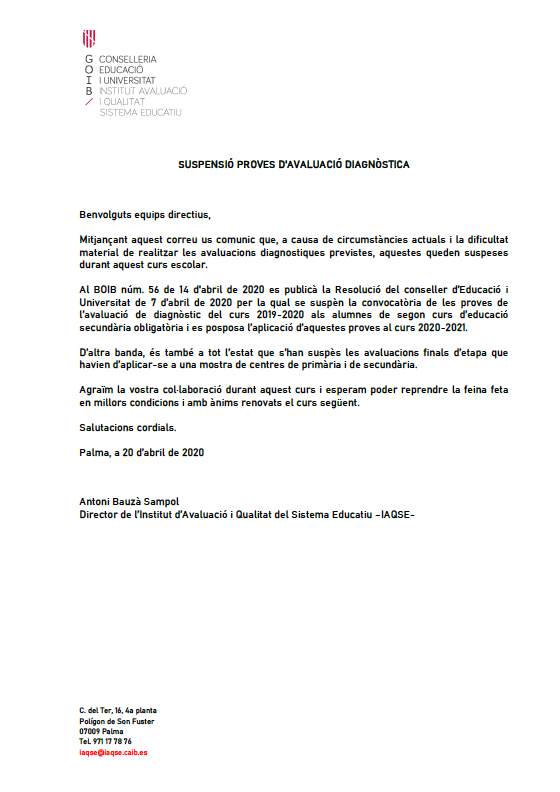 G CONSELLERIA
O EDUCACIÓ
I I UNIVERSITAT
B INSTITUT AVALUACIÓ
/ I QUALITAT
SISTEMA EDUCATIU
SUSPENSIÓ PROVES D'AVALUACIÓ DIAGNÒSTICA
Benvolguts equips directius,
Mitjançant aquest correu us comunic que, a causa de circumstàncies actuals i la dificultat
material de realitzar les avaluacions diagnostiques previstes, aquestes queden suspeses
durant aquest curs escolar.
Al BOIB núm. 56 de 14 d'abril de 2020 es publicà la Resolució del conseller d'Educació i
Universitat de 7 d'abril de 2020 per la qual se suspèn la convocatòria de les proves de
l'avaluació de diagnòstic del curs 2019-2020 als alumnes de segon curs d'educació
secundària obligatòria i es posposa l'aplicació d'aquestes proves al curs 2020-2021.
D'altra banda, és també a tot l'estat que s'han suspès les avaluacions finals d'etapa que
havien d'aplicar-se a una mostra de centres de primària i de secundària.
Agraïm la vostra col·laboració durant aquest curs i esperam poder reprendre la feina feta
en millors condicions i amb ànims renovats el curs següent.
Salutacions cordials.
Palma, a 20 d'abril de 2020
Antoni Bauzà Sampol
Director de l'Institut d'Avaluació i Qualitat del Sistema Educatiu –IAQSE-
C. del Ter, 16, 4a planta
Polígon de Son Fuster
07009 Palma
Tel. 971 17 78 76
iaqse@iaqse.caib.es